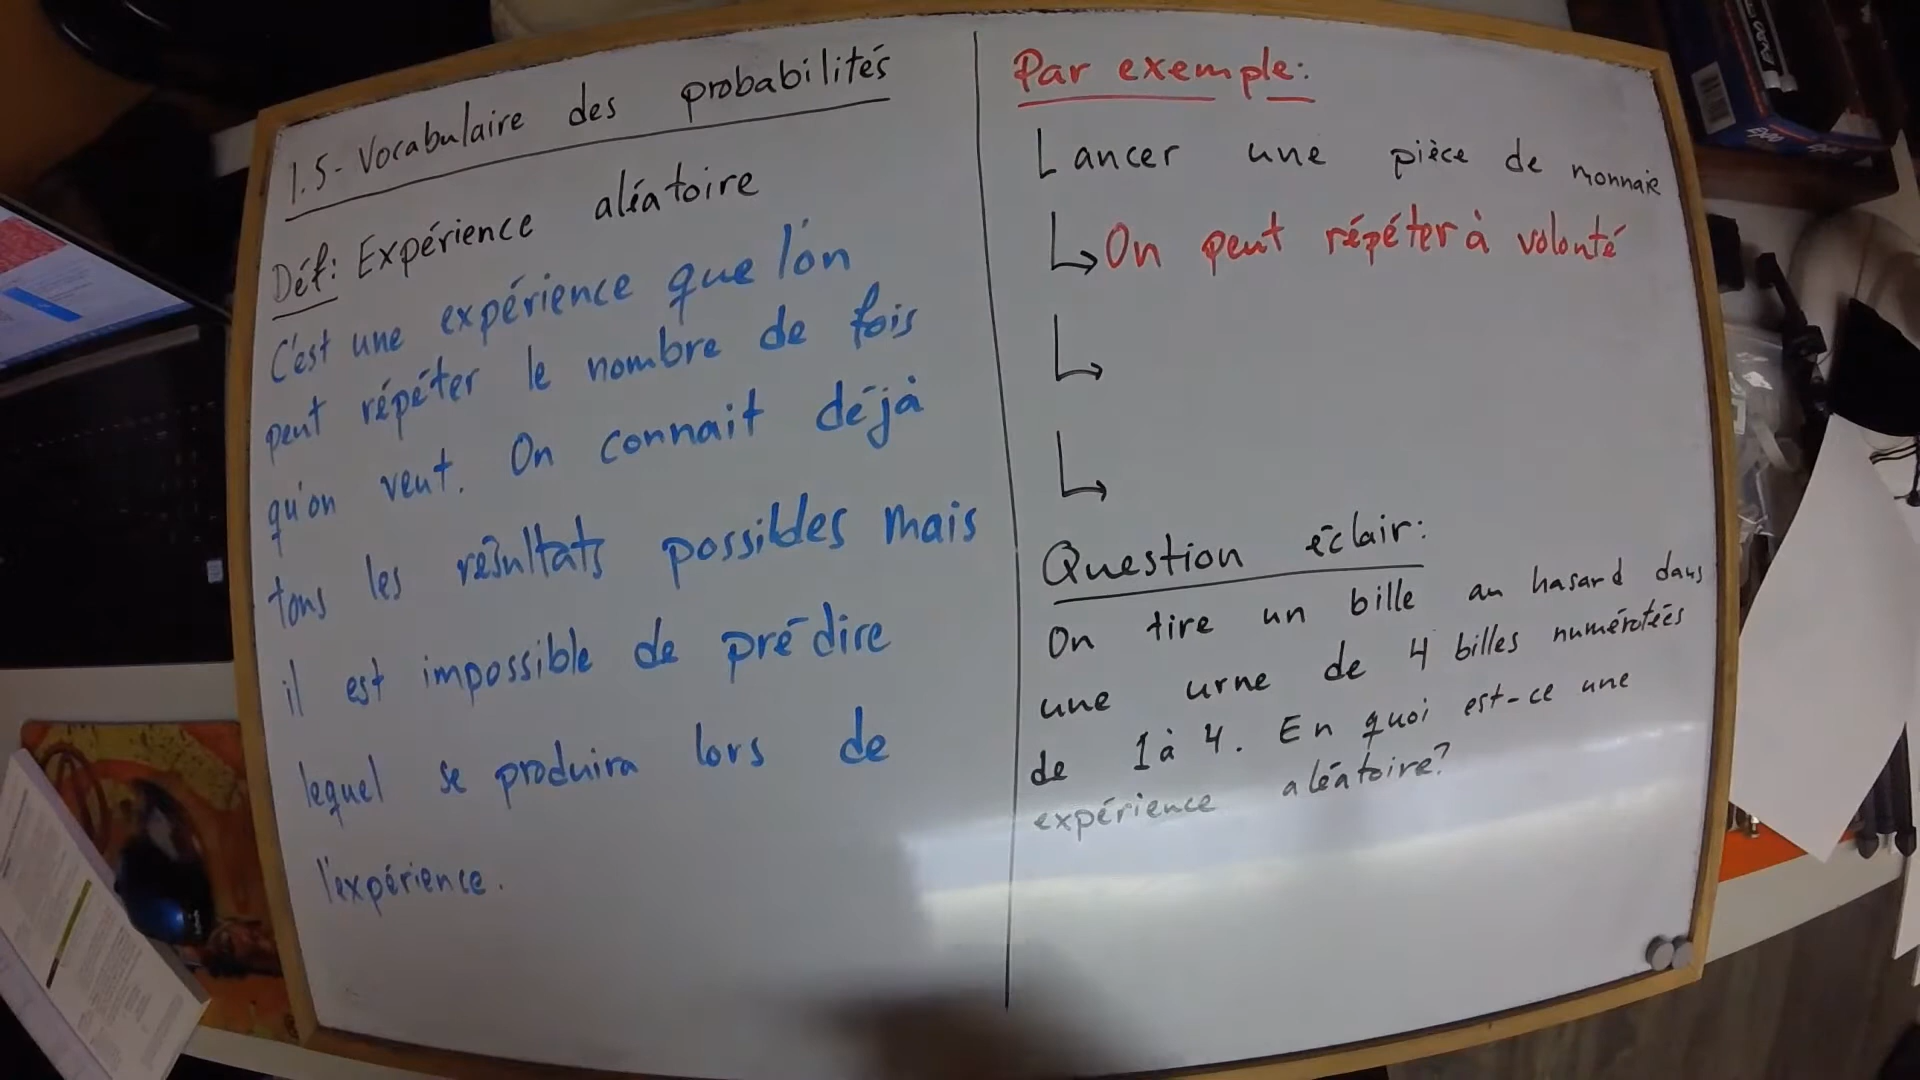 1.5- Vocabulaire des probabilités
Déf: Expérience aléatoire
C'est une expérience que l'on
peut répéter le nombre de fois
qu'on veut. On connait déjà
tous les résultats possibles mais
il est impossible de prédire
lequel se produira lors de
l'expérience.
Par exemple:
Lancer une pièce de monnaie
↳ On peut répéter à volonté
↳
↳
Question éclair:
On tire un bille au hasard dans
une urne de 4 billes numérotées
de 1 à 4. En quoi est-ce une
expérience aléatoire?
EXPO